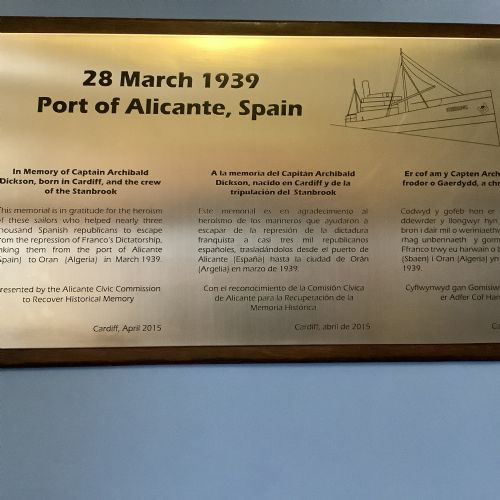 28 March 1939
Port of Alicante, Spain
In Memory of Captain Archibald
Dickson, born in Cardiff, and the crew
of the Stanbrook
This memorial is in gratitude for the heroism
of these sailors who helped nearly three
thousand Spanish republicans to escape
from the repression of Franco's Dictatorship,
taking them from the port of Alicante
(Spain) to Oran (Algeria) in March 1939.
Presented by the Alicante Civic Commission
to Recover Historical Memory
Cardiff, April 2015
A la memoria del Capitán Archibald
Dickson, nacido en Cardiff y de la
tripulación del Stanbrook
Este memorial es en agradecimiento al
heroísmo de los marineros que ayudaron a
escapar de la represión de la dictadura
franquista a casi tres mil republicanos
españoles, trasladándolos desde el puerto de
Alicante (España) hasta la ciudad de Orán
(Argelia) en marzo de 1939.
Con el reconocimiento de la Comisión Cívica
de Alicante para la Recuperación de la
Memoria Histórica
Cardiff, abril de 2015
Er cof am y Capten Arch
frodor o Gaerdydd, a chr
Codwyd y gofeb hon er
ddewrder y llongwyr hyn
bron i dair mil o weriniaethw
rhag unbennaeth y
Ffranco trwy eu harwain o b
(Sbaen) i Oran (Algeria) yn
1939.
Cyflwynwyd gan Gomisiw
er Adfer Cof Han